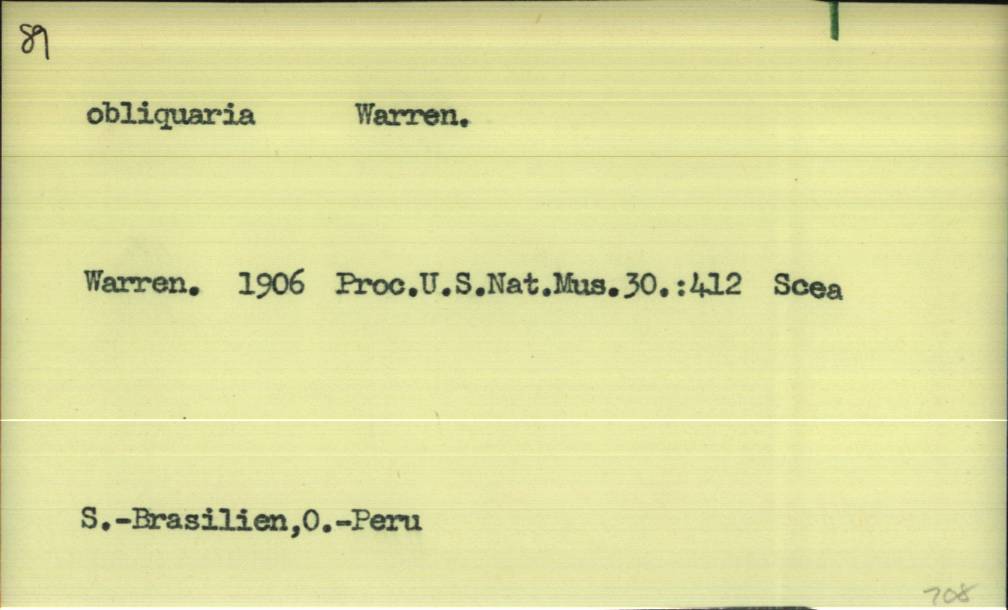 89
obliquaria Warren.
Warren. 1906 Proc.U.S.Nat.Mus.30.:412 Scea
S.-Brasilien,O.-Peru
708